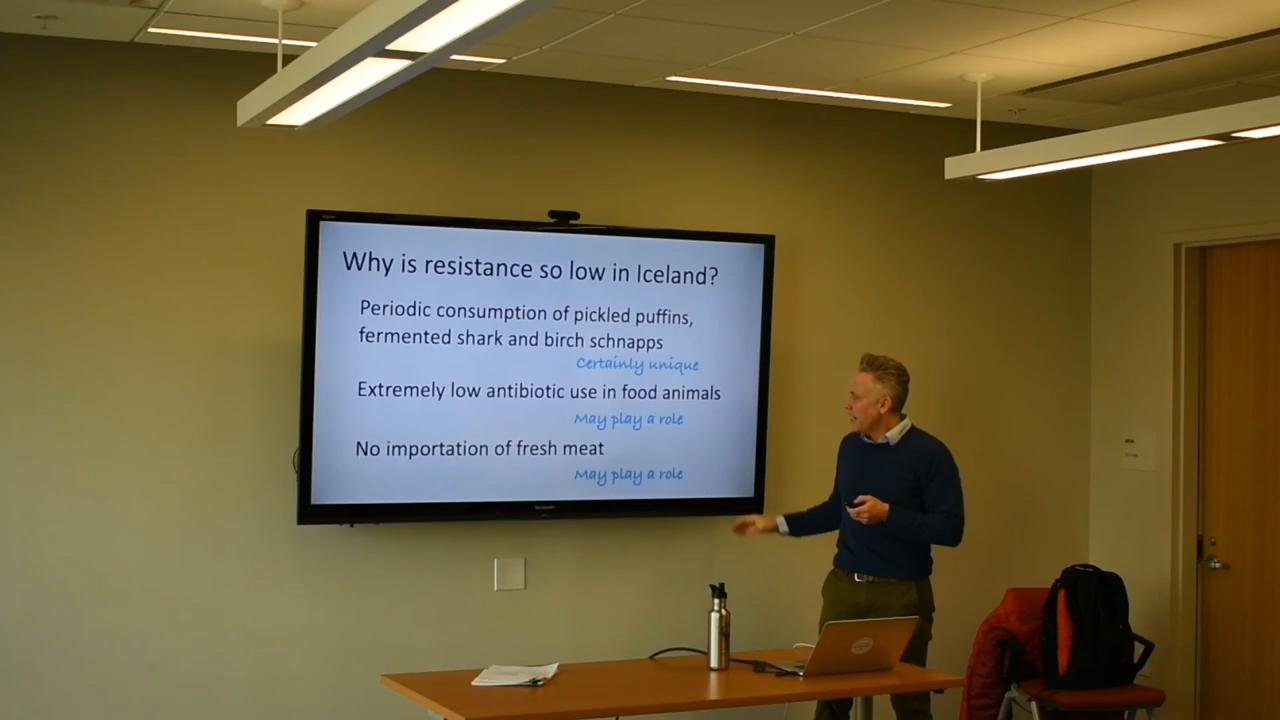 Why is resistance so low in Iceland?
Periodic consumption of pickled puffins,
fermented shark and birch schnapps
Certainly unique
Extremely low antibiotic use in food animals
May play a role
No importation of fresh meat
May play a role